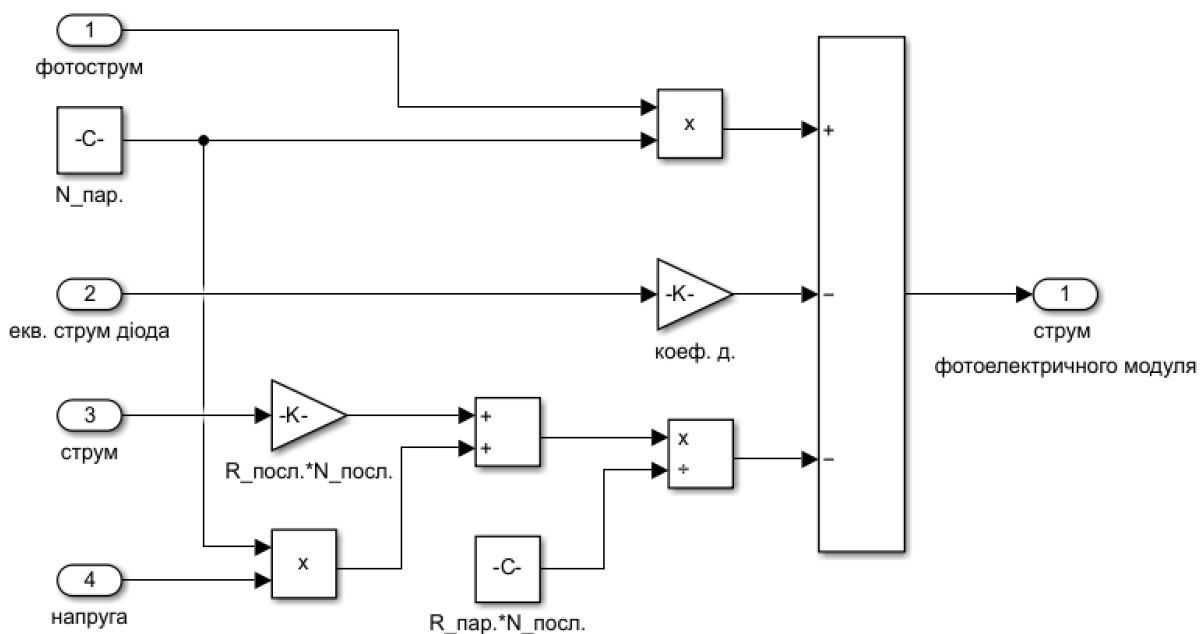 1
фотострум
-C-
N_пар.
x
+
2
екв. струм діода
-K-
коеф. д.
−
1
струм
фотоелектричного модуля
3
струм
-K-
R_посл.*N_посл.
+
+
x
÷
−
4
напруга
x
-C-
R_пар.*N_посл.